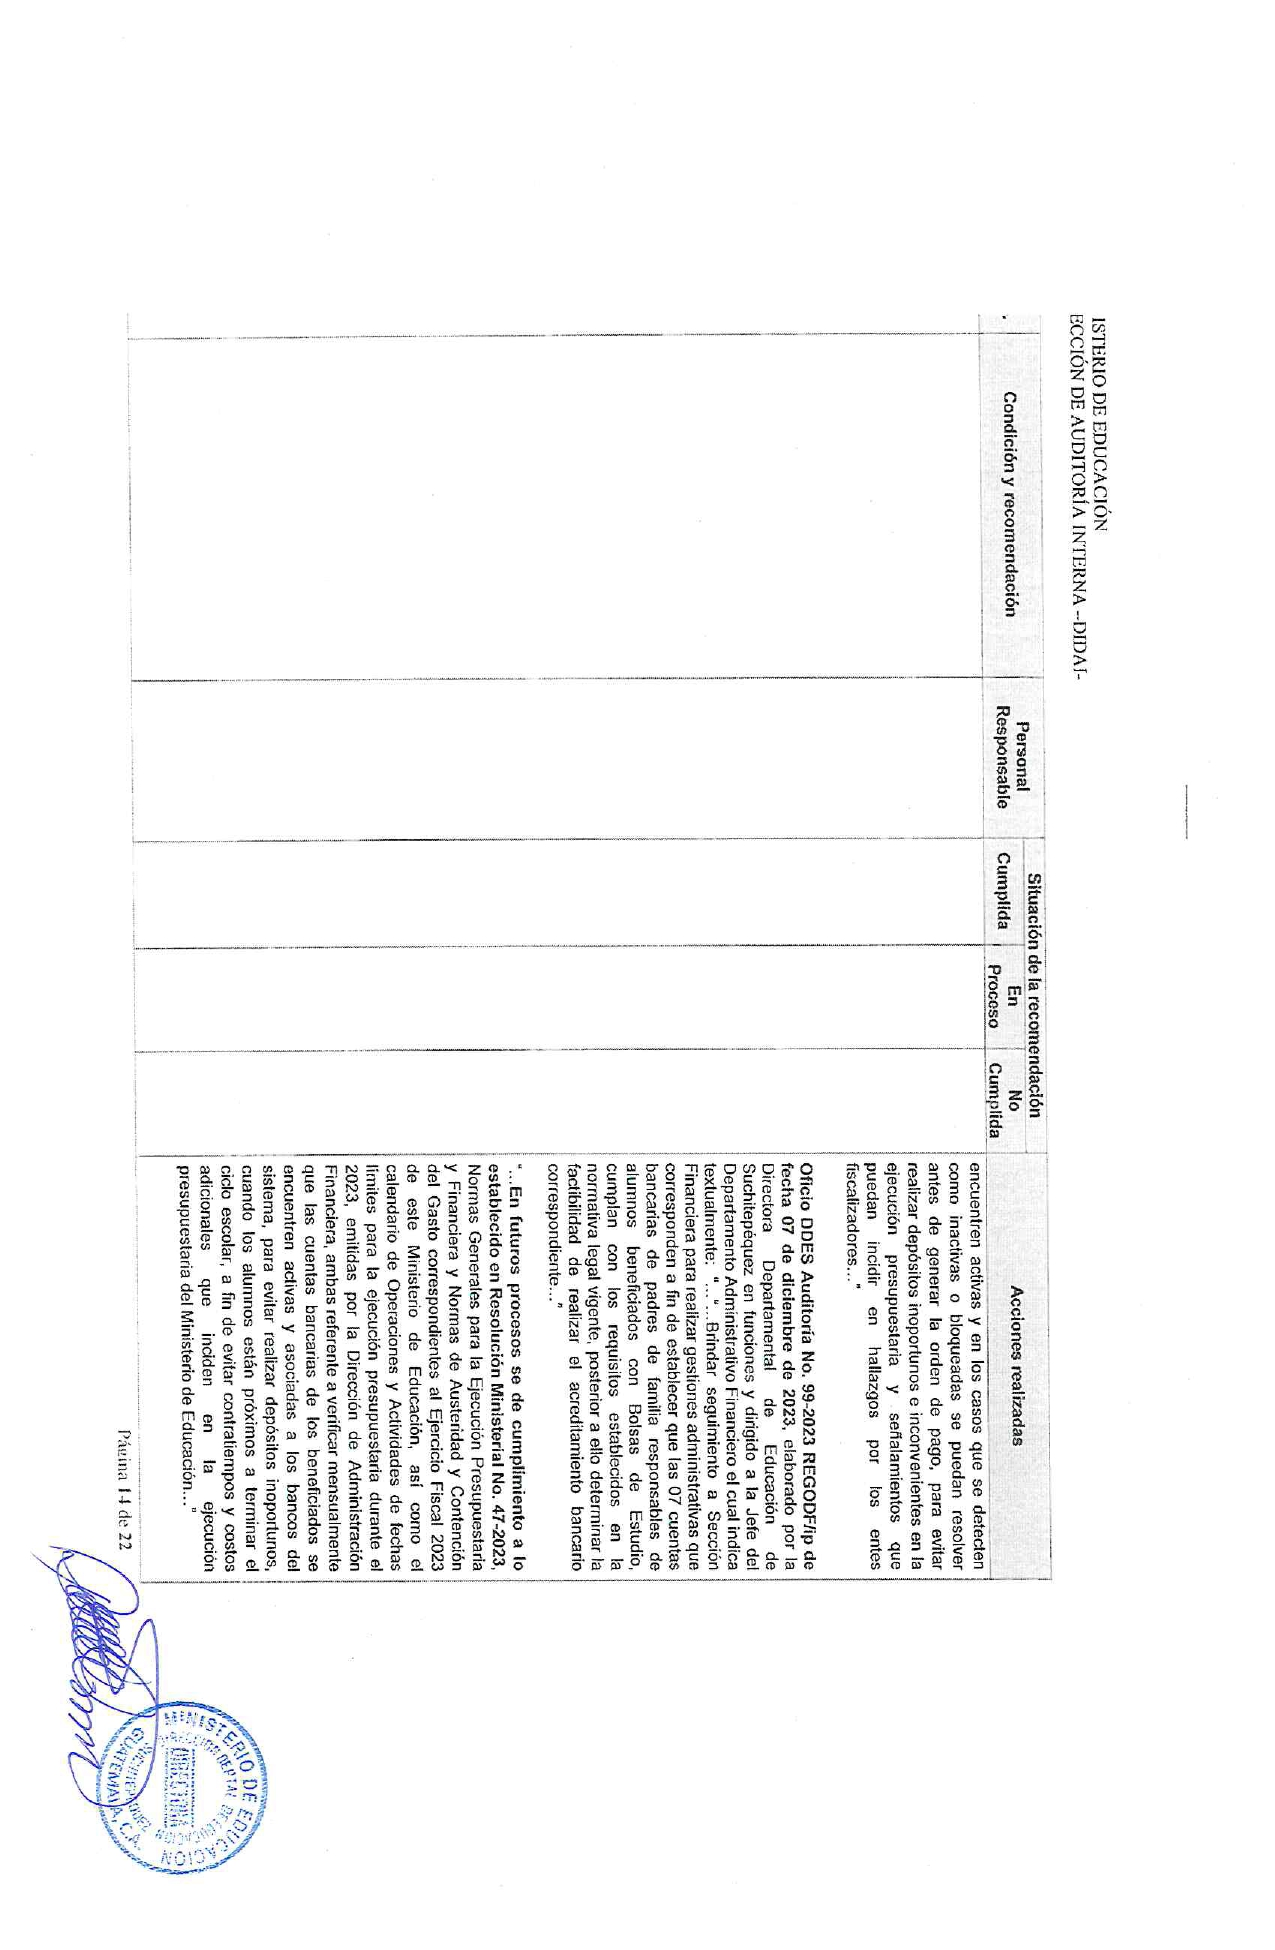 ISTERIO DE EDUCACIÓN
ECCIÓN DE AUDITORÍA INTERNA –DIDAI-
Condición y recomendación
Personal
Responsable
Situación de la recomendación
Cumplida
En
Proceso
No
Cumplida
Acciones realizadas
encuentren activas y en los casos que se detecten
como inactivas o bloqueadas se puedan resolver
antes de generar la orden de pago, para evitar
realizar depósitos inoportunos e inconvenientes en la
ejecución presupuestaria y señalamientos que
puedan incidir en hallazgos por los entes
fiscalizadores..."
Oficio DDES Auditoría No. 99-2023 REGODF/ip de
fecha 07 de diciembre de 2023, elaborado por la
Directora Departamental de Educación de
Suchitepéquez en funciones y dirigido a la Jefe del
Departamento Administrativo Financiero el cual indica
textualmente: "... "...Brindar seguimiento a Sección
Financiera para realizar gestiones administrativas que
corresponden a fin de establecer que las 07 cuentas
bancarias de padres de familia responsables de
alumnos beneficiados con Bolsas de Estudio,
cumplan con los requisitos establecidos en la
normativa legal vigente, posterior a ello determinar la
factibilidad de realizar el acreditamiento bancario
correspondiente..."
"...En futuros procesos se de cumplimiento a lo
establecido en Resolución Ministerial No. 47-2023,
Normas Generales para la Ejecución Presupuestaria
y Financiera y Normas de Austeridad y Contención
del Gasto correspondientes al Ejercicio Fiscal 2023
de este Ministerio de Educación, así como el
calendario de Operaciones y Actividades de fechas
límites para la ejecución presupuestaria durante el
2023, emitidas por la Dirección de Administración
Financiera, ambas referente a verificar mensualmente
que las cuentas bancarias de los beneficiados se
encuentren activas y asociadas a los bancos del
sistema, para evitar realizar depósitos inoportunos,
cuando los alumnos están próximos a terminar el
ciclo escolar, a fin de evitar contratiempos y costos
adicionales que inciden en la ejecución
presupuestaria del Ministerio de Educación..."
Página 14 de 22
MINISTERIO DE EDUCACIÓN
DIRECCION DEPTAL DE EDUCACION
DIRECTORA
SUCHITEPEQUEZ
GUATEMALA, C.A.